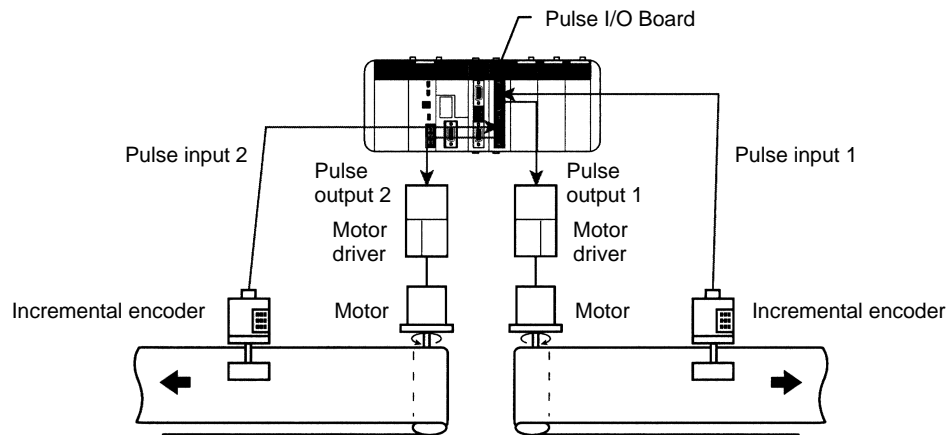 Pulse I/O Board
Pulse input 2
Pulse input 1
Pulse
output 2
Pulse
output 1
Motor
driver
Motor
driver
Incremental encoder
Motor
Motor
Incremental encoder